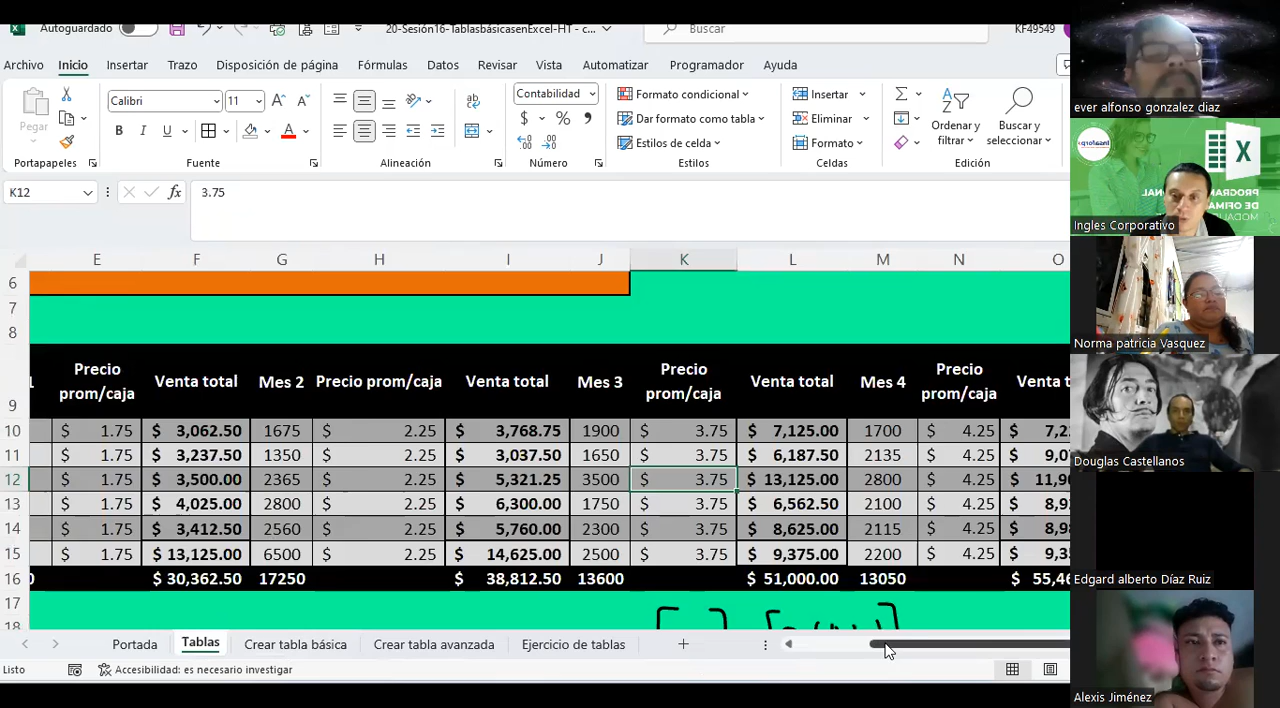 Autoguardado 20-Sesión16-TablasbásicasenExcel-HT - c... Buscar KF49549
Archivo Inicio Insertar Trazo Disposición de página Fórmulas Datos Revisar Vista Automatizar Programador Ayuda
Pegar
Calibri 11
N K S
Contabilidad
$ % ,
Formato condicional
Dar formato como tabla
Estilos de celda
Insertar
Eliminar
Formato
Ordenar y filtrar
Buscar y seleccionar
Portapapeles Fuente Alineación Número Estilos Celdas Edición
K12 fx 3.75
E F G H I J K L M N O
6
7
8
9 1 Precio prom/caja Venta total Mes 2 Precio prom/caja Venta total Mes 3 Precio prom/caja Venta total Mes 4 Precio prom/caja Venta to
10 $ 1.75 $ 3,062.50 1675 $ 2.25 $ 3,768.75 1900 $ 3.75 $ 7,125.00 1700 $ 4.25 $
11 $ 1.75 $ 3,237.50 1350 $ 2.25 $ 3,037.50 1650 $ 3.75 $ 6,187.50 2135 $ 4.25 $
12 $ 1.75 $ 3,500.00 2365 $ 2.25 $ 5,321.25 3500 $ 3.75 $ 13,125.00 2800 $ 4.25 $
13 $ 1.75 $ 4,025.00 2800 $ 2.25 $ 6,300.00 1750 $ 3.75 $ 6,562.50 2100 $ 4.25 $
14 $ 1.75 $ 3,412.50 2560 $ 2.25 $ 5,760.00 2300 $ 3.75 $ 8,625.00 2115 $ 4.25 $
15 $ 1.75 $ 13,125.00 6500 $ 2.25 $ 14,625.00 2500 $ 3.75 $ 9,375.00 2200 $ 4.25 $
16 $ 30,362.50 17250 $ 38,812.50 13600 $ 51,000.00 13050 $
17
18
Portada Tablas Crear tabla básica Crear tabla avanzada Ejercicio de tablas
Listo Accesibilidad: es necesario investigar
ever alfonso gonzalez diaz
Ingles Corporativo
Norma patricia Vasquez
Douglas Castellanos
Edgard alberto Díaz Ruiz
Alexis Jiménez